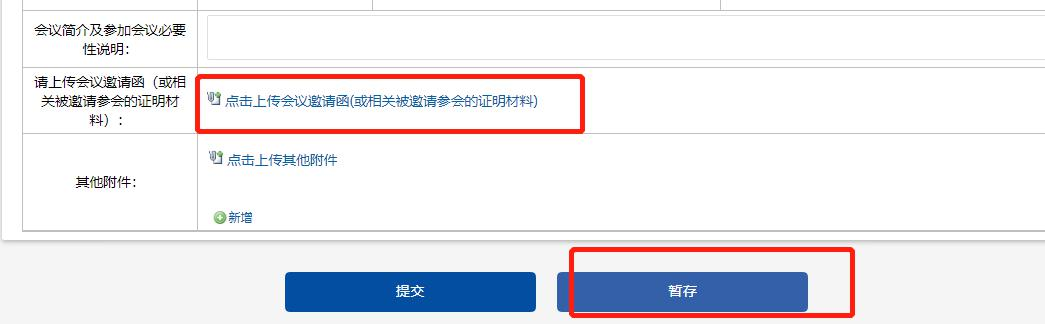 会议简介及参加会议必要
性说明：
请上传会议邀请函（或相
关被邀请参会的证明材
料）：
点击上传会议邀请函(或相关被邀请参会的证明材料)
点击上传其他附件
其他附件：
新增
提交
暂存